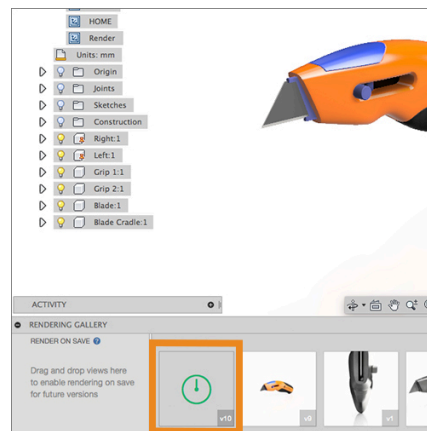 HOME
Render
Units: mm
Origin
Joints
Sketches
Construction
Right:1
Left:1
Grip 1:1
Grip 2:1
Blade:1
Blade Cradle:1
ACTIVITY
RENDERING GALLERY
RENDER ON SAVE
Drag and drop views here
to enable rendering on save
for future versions
v10
v9
v1